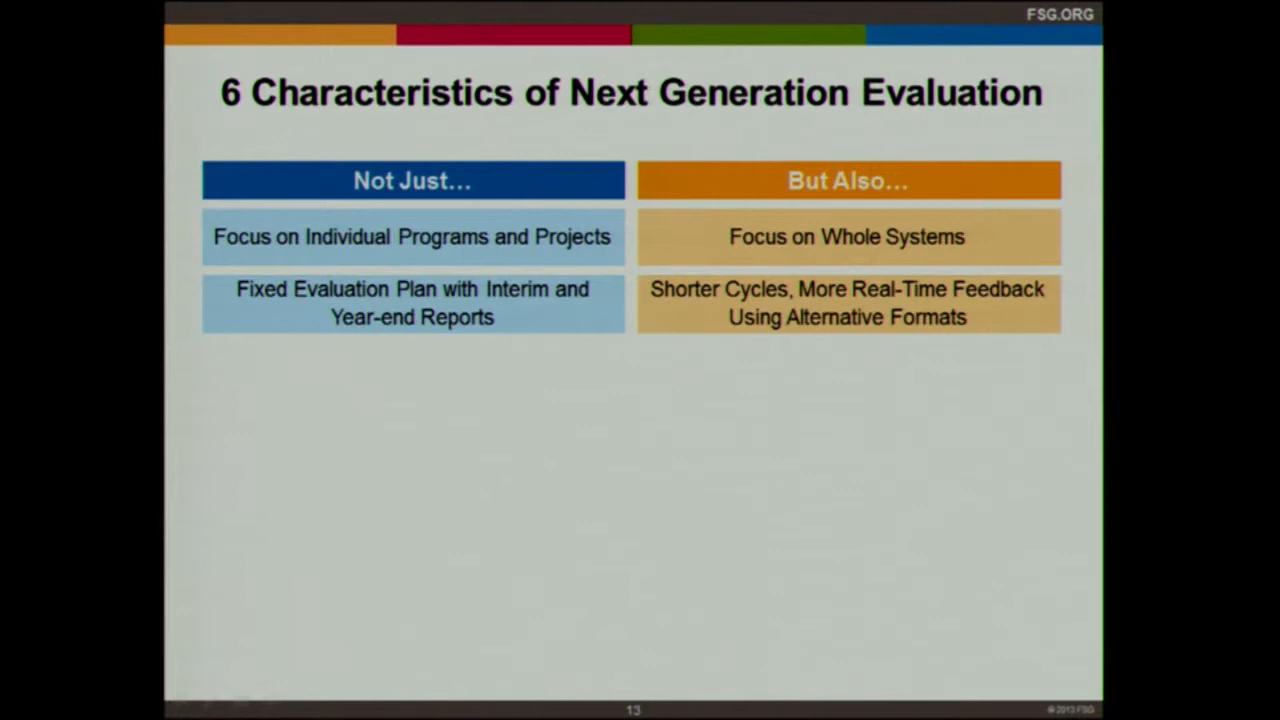 FSG.ORG
6 Characteristics of Next Generation Evaluation
Not Just…
But Also…
Focus on Individual Programs and Projects
Focus on Whole Systems
Fixed Evaluation Plan with Interim and
Year-end Reports
Shorter Cycles, More Real-Time Feedback
Using Alternative Formats
13
© 2013 FSG